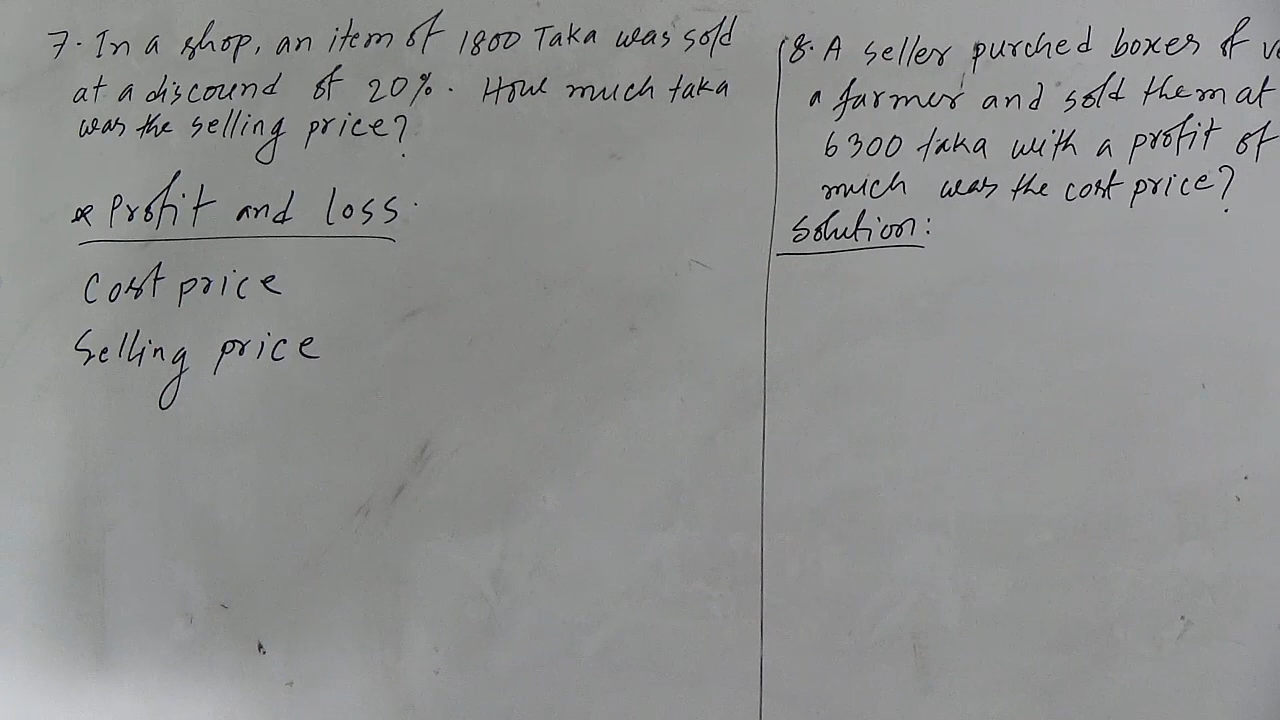 7. In a shop, an item of 1800 Taka was sold
at a discound of 20%. How much taka
was the selling price?
* Profit and loss.
Cost price
Selling price
8. A seller purched boxes of
a farmer and sold them at
6300 taka with a profit of
much was the cost price?
Solution: